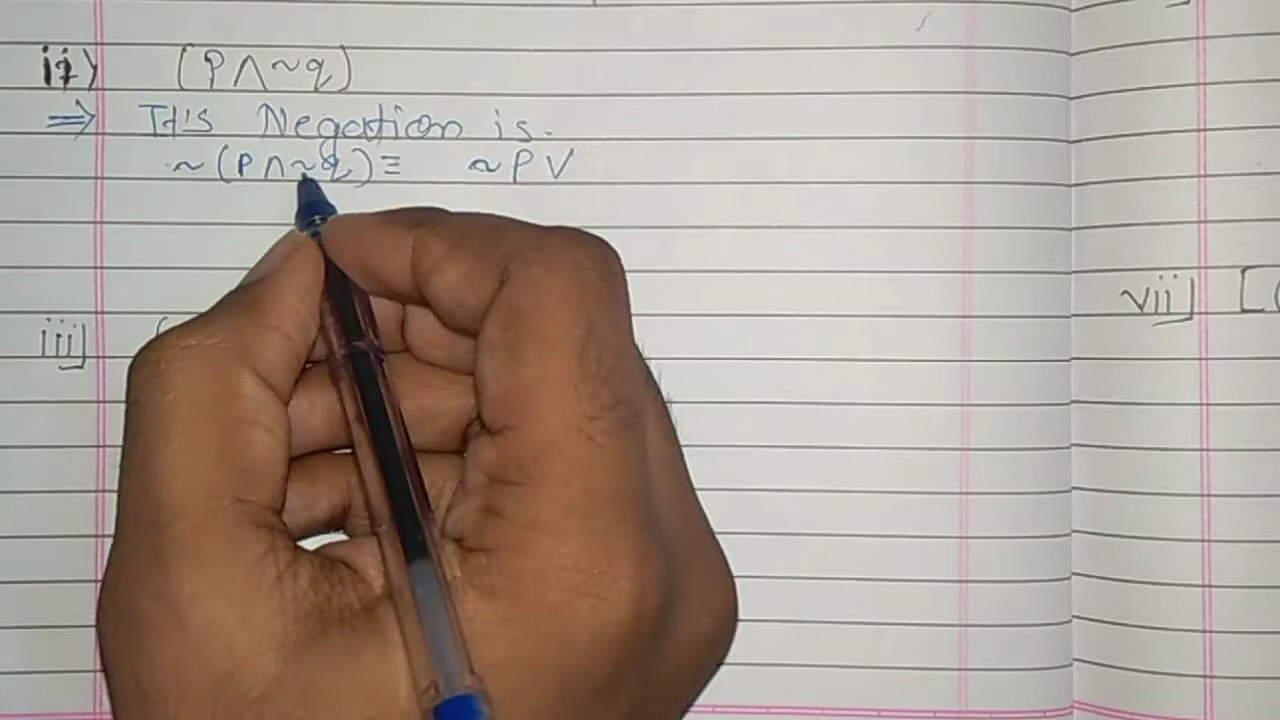 ii) (P∧~q)
⇒ It's Negation is.
~(P∧~q)≡ ~P∨
iii] (
vii] [(